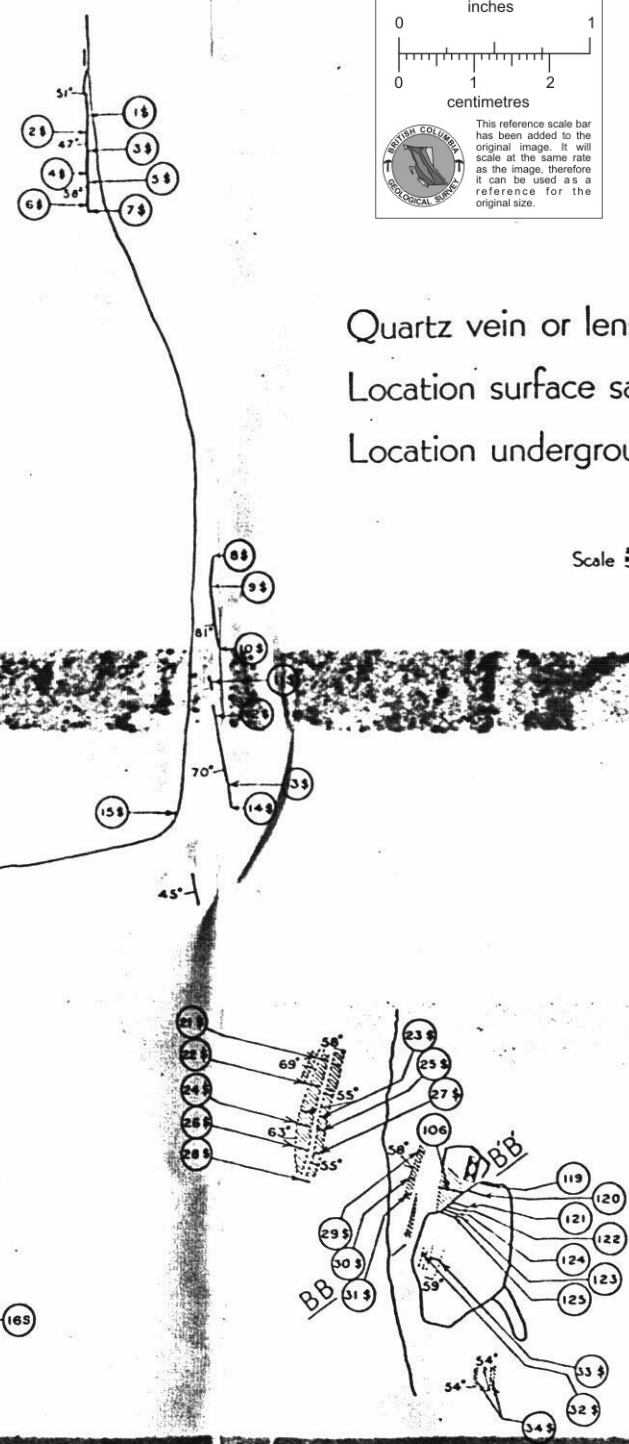 inches
0 1
0 1 2
centimetres
This reference scale bar
has been added to the
original image. It will
scale at the same rate
as the image, therefore
it can be used as a
reference for the
original size.
BRITISH COLUMBIA
GEOLOGICAL SURVEY
51°
1$
2$
47°
3$
4$
5$
58°
6$
7$
Quartz vein or len
Location surface sa
Location undergrou
Scale
8$
9$
81°
10$
11$
70°
3$
15$
14$
45°
21$
22$
24$
26$
28$
58°
69°
55°
63°
55°
23$
25$
27$
106
58°
B'B'
119
120
121
122
124
123
125
29$
30$
31$
BB
59°
16S
33$
32$
54°
54°
34$